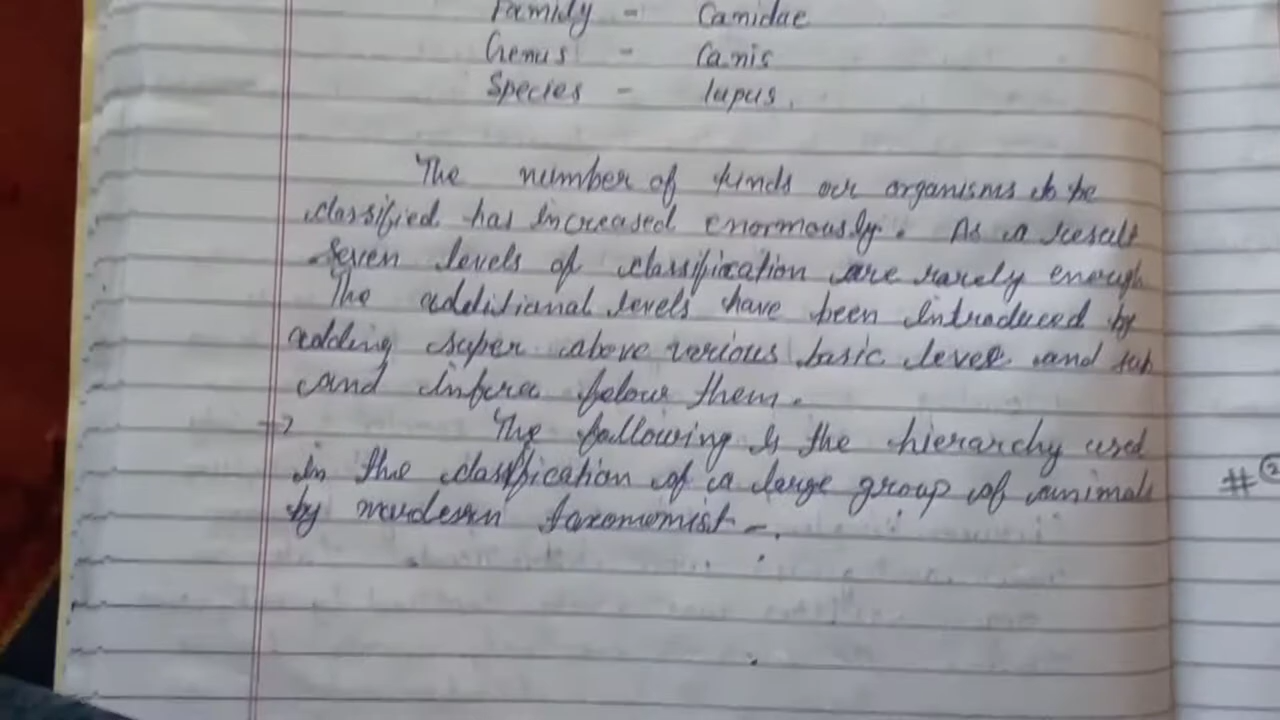 Family - Canidae
Genus - Canis
Species - lupus.
The number of kinds our organisms to be
classified has increased enormously. As a result
seven levels of classification are rarely enough
The additional levels have been introduced by
adding super above various basic level and sub
and infra below them.
→ The following is the hierarchy used
in the classification of a large group of animals
by modern taxonomist -
# 2